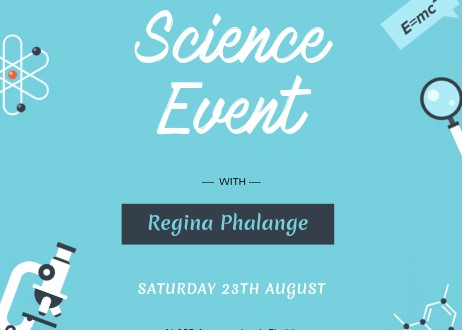 E=mc²
Science
Event
---- WITH ----
Regina Phalange
SATURDAY 23TH AUGUST